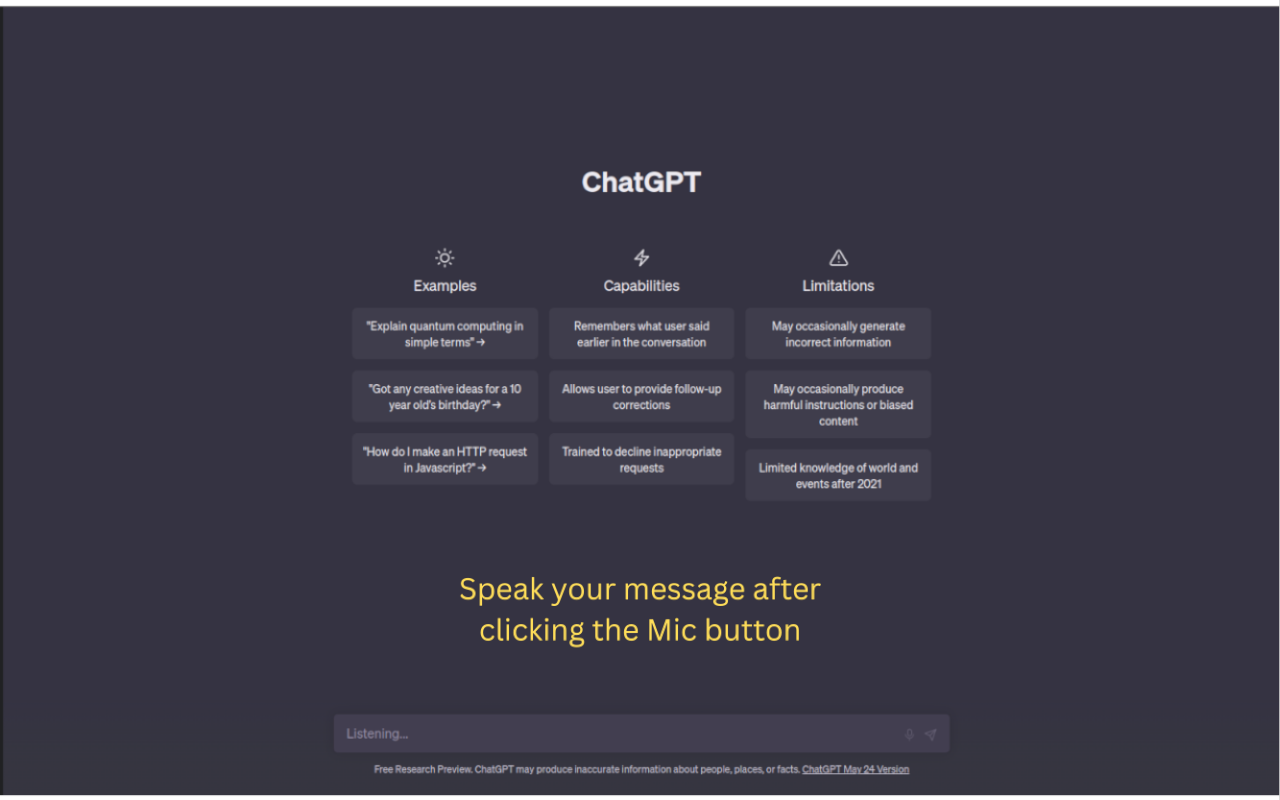 ChatGPT
Examples
"Explain quantum computing in
simple terms" →
"Got any creative ideas for a 10
year old's birthday?" →
"How do I make an HTTP request
in Javascript?" →
Capabilities
Remembers what user said
earlier in the conversation
Allows user to provide follow-up
corrections
Trained to decline inappropriate
requests
Limitations
May occasionally generate
incorrect information
May occasionally produce
harmful instructions or biased
content
Limited knowledge of world and
events after 2021
Speak your message after
clicking the Mic button
Listening...
Free Research Preview. ChatGPT may produce inaccurate information about people, places, or facts. ChatGPT May 24 Version